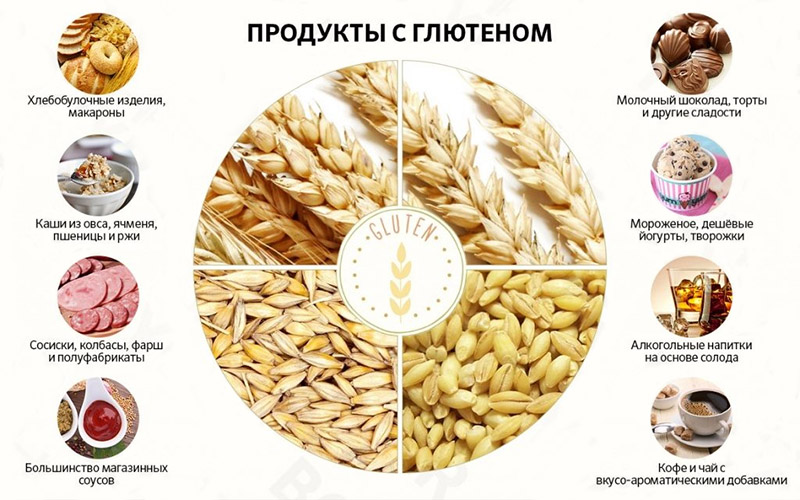 ПРОДУКТЫ С ГЛЮТЕНОМ
Хлебобулочные изделия,
макароны
Каши из овса, ячменя,
пшеницы и ржи
Сосиски, колбасы, фарш
и полуфабрикаты
Большинство магазинных
соусов
GLUTEN
Молочный шоколад, торты
и другие сладости
Мороженое, дешёвые
йогурты, творожки
Алкогольные напитки
на основе солода
Кофе и чай с
вкусо-ароматическими добавками